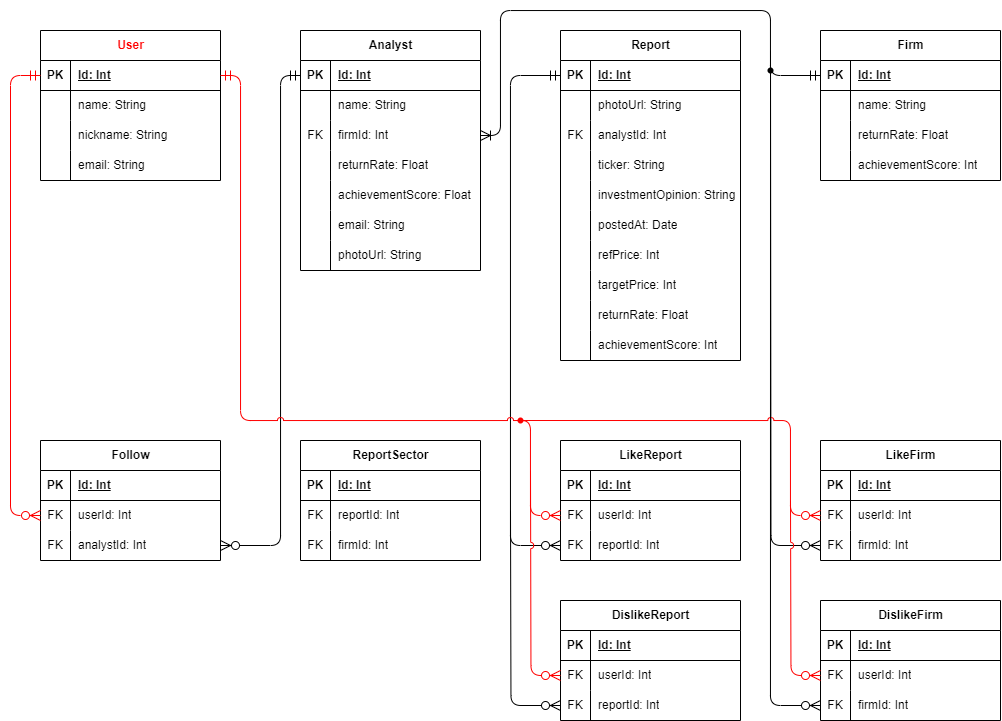 User
PK Id: Int
name: String
nickname: String
email: String
Analyst
PK Id: Int
name: String
FK firmId: Int
returnRate: Float
achievementScore: Float
email: String
photoUrl: String
Report
PK Id: Int
photoUrl: String
FK analystId: Int
ticker: String
investmentOpinion: String
postedAt: Date
refPrice: Int
targetPrice: Int
returnRate: Float
achievementScore: Int
Firm
PK Id: Int
name: String
returnRate: Float
achievementScore: Int
Follow
PK Id: Int
FK userId: Int
FK analystId: Int
ReportSector
PK Id: Int
FK reportId: Int
FK firmId: Int
LikeReport
PK Id: Int
FK userId: Int
FK reportId: Int
LikeFirm
PK Id: Int
FK userId: Int
FK firmId: Int
DislikeReport
PK Id: Int
FK userId: Int
FK reportId: Int
DislikeFirm
PK Id: Int
FK userId: Int
FK firmId: Int